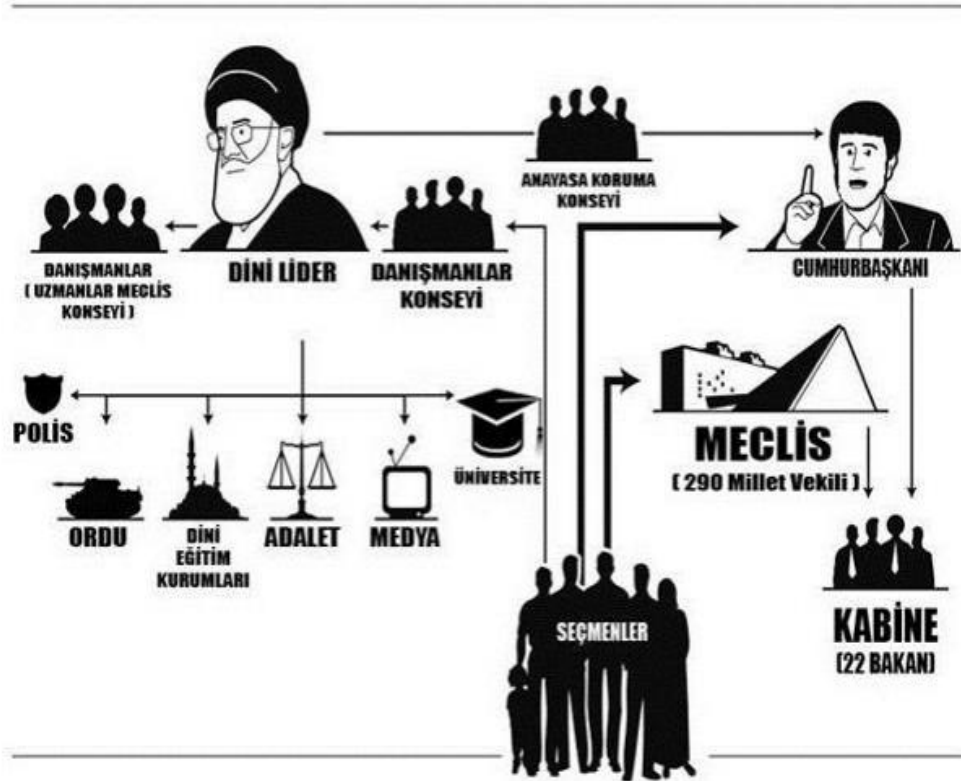 ANAYASA KORUMA
KONSEYİ
DANIŞMANLAR
( UZMANLAR MECLİS
KONSEYİ )
DİNİ LİDER
DANIŞMANLAR
KONSEYİ
CUMHURBAŞKANI
POLİS
ORDU
DİNİ
EĞİTİM
KURUMLARI
ADALET
MEDYA
ÜNİVERSİTE
MECLİS
( 290 Millet Vekili )
SEÇMENLER
KABİNE
(22 BAKAN)